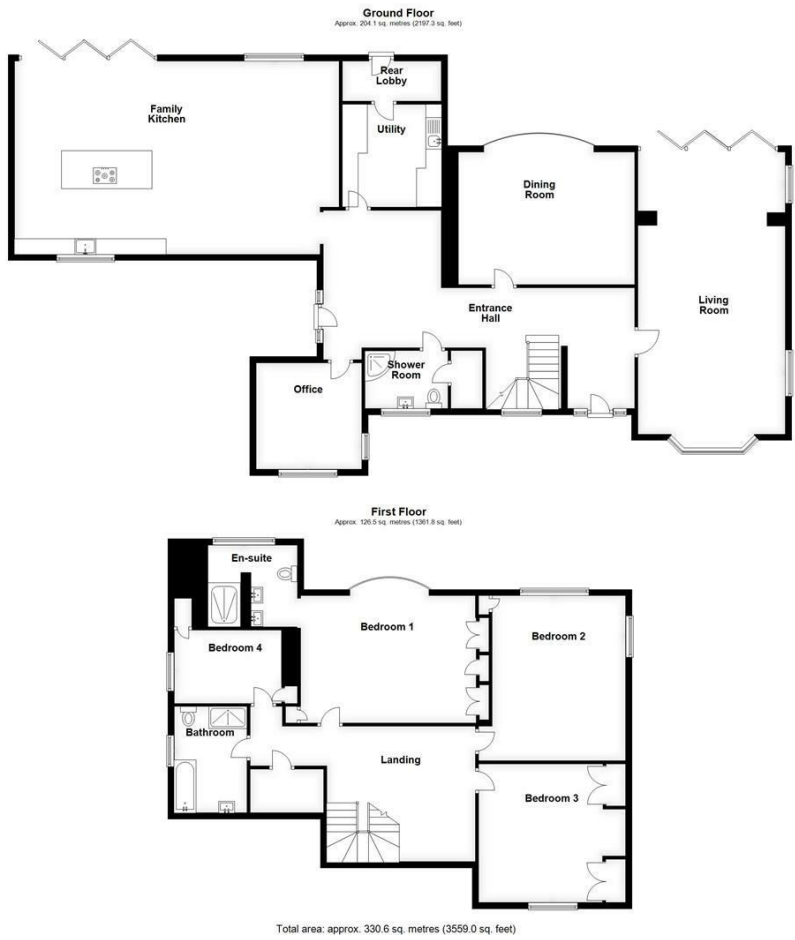 Ground Floor
Approx. 204.1 sq. metres (2197.3 sq. feet)
Family
Kitchen
Rear
Lobby
Utility
Dining
Room
Entrance
Hall
Living
Room
Shower
Room
Office
First Floor
Approx. 126.5 sq. metres (1361.8 sq. feet)
En-suite
Bedroom 1
Bedroom 2
Bedroom 4
Bathroom
Landing
Bedroom 3
Total area: approx. 330.6 sq. metres (3559.0 sq. feet)